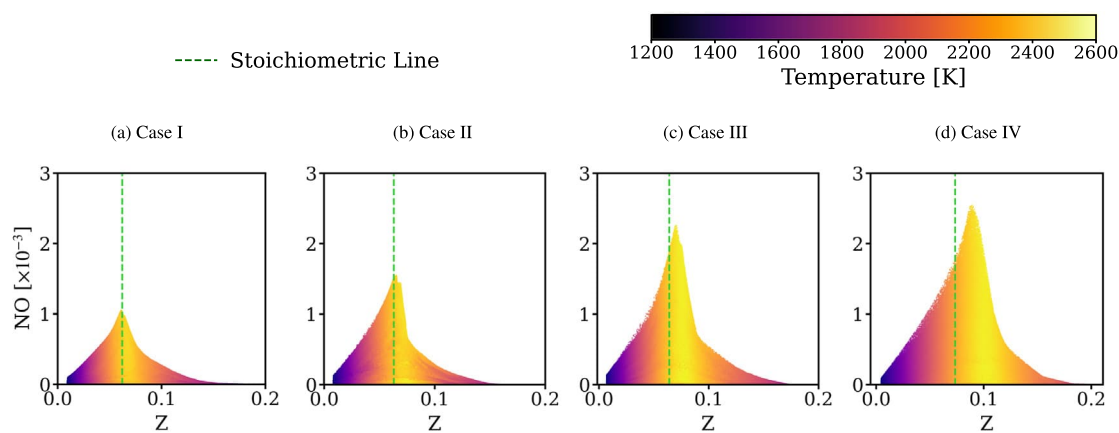 1200 1400 1600 1800 2000 2200 2400 2600
Stoichiometric Line
Temperature [K]
(a) Case I
(b) Case II
(c) Case III
(d) Case IV
NO [×10⁻³]
3
2
1
0
0.0 0.1 0.2
Z
3
2
1
0
0.0 0.1 0.2
Z
3
2
1
0
0.0 0.1 0.2
Z
3
2
1
0
0.0 0.1 0.2
Z